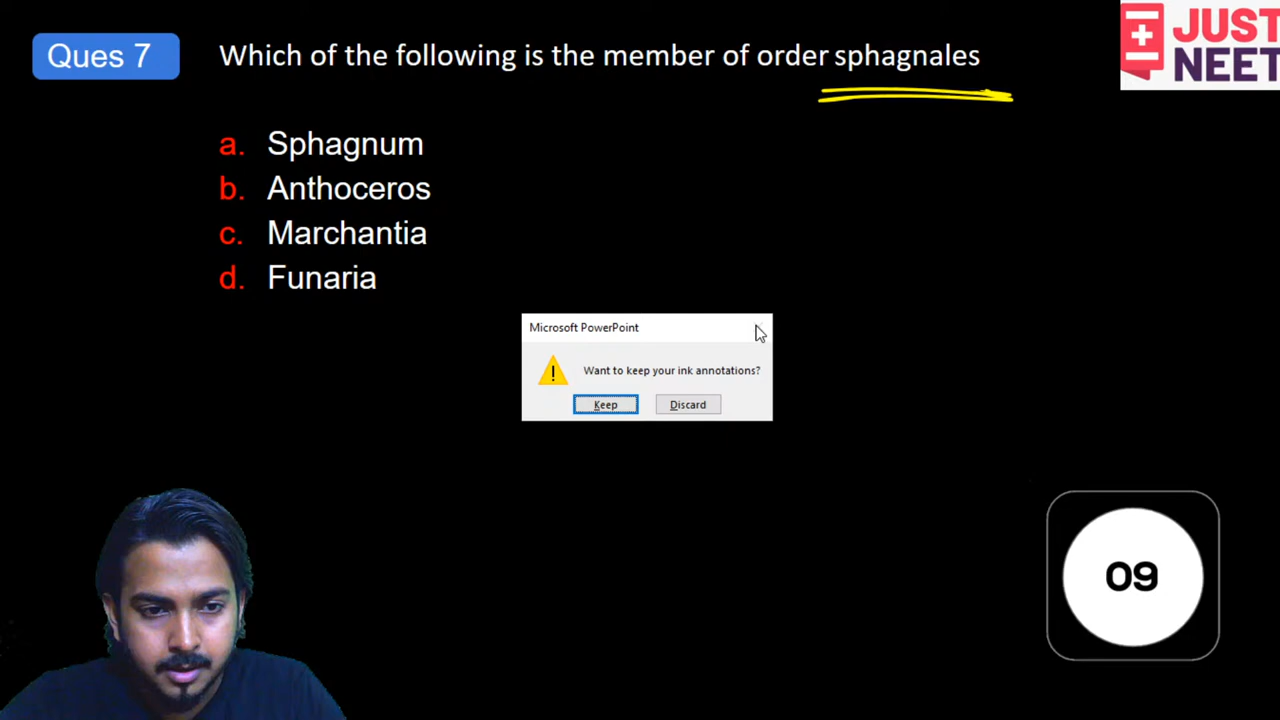 Ques 7
Which of the following is the member of order sphagnales
JUST
NEET
a. Sphagnum
b. Anthoceros
c. Marchantia
d. Funaria
Microsoft PowerPoint
Want to keep your ink annotations?
Keep
Discard
09